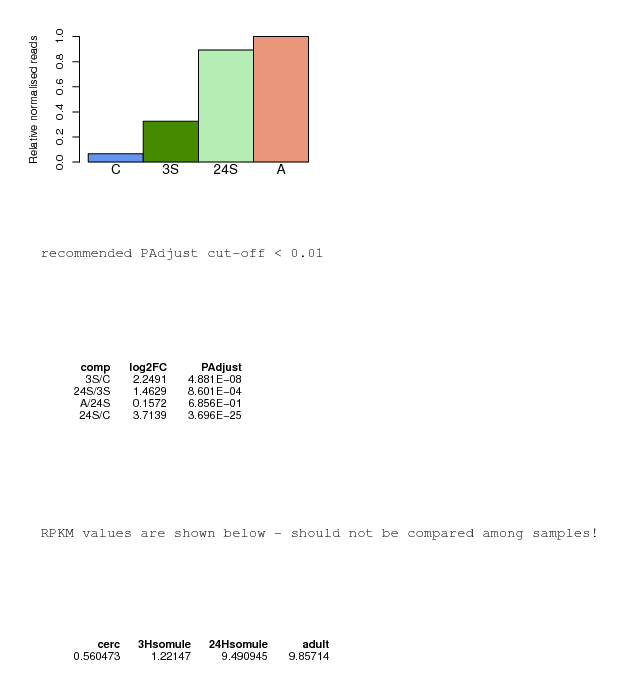 Relative normalised reads
1.0
0.8
0.6
0.4
0.2
0.0
C 3S 24S A
recommended PAdjust cut-off < 0.01
comp log2FC PAdjust
3S/C 2.2491 4.881E-08
24S/3S 1.4629 8.601E-04
A/24S 0.1572 6.856E-01
24S/C 3.7139 3.696E-25
RPKM values are shown below - should not be compared among samples!
cerc 3Hsomule 24Hsomule adult
0.560473 1.22147 9.490945 9.85714